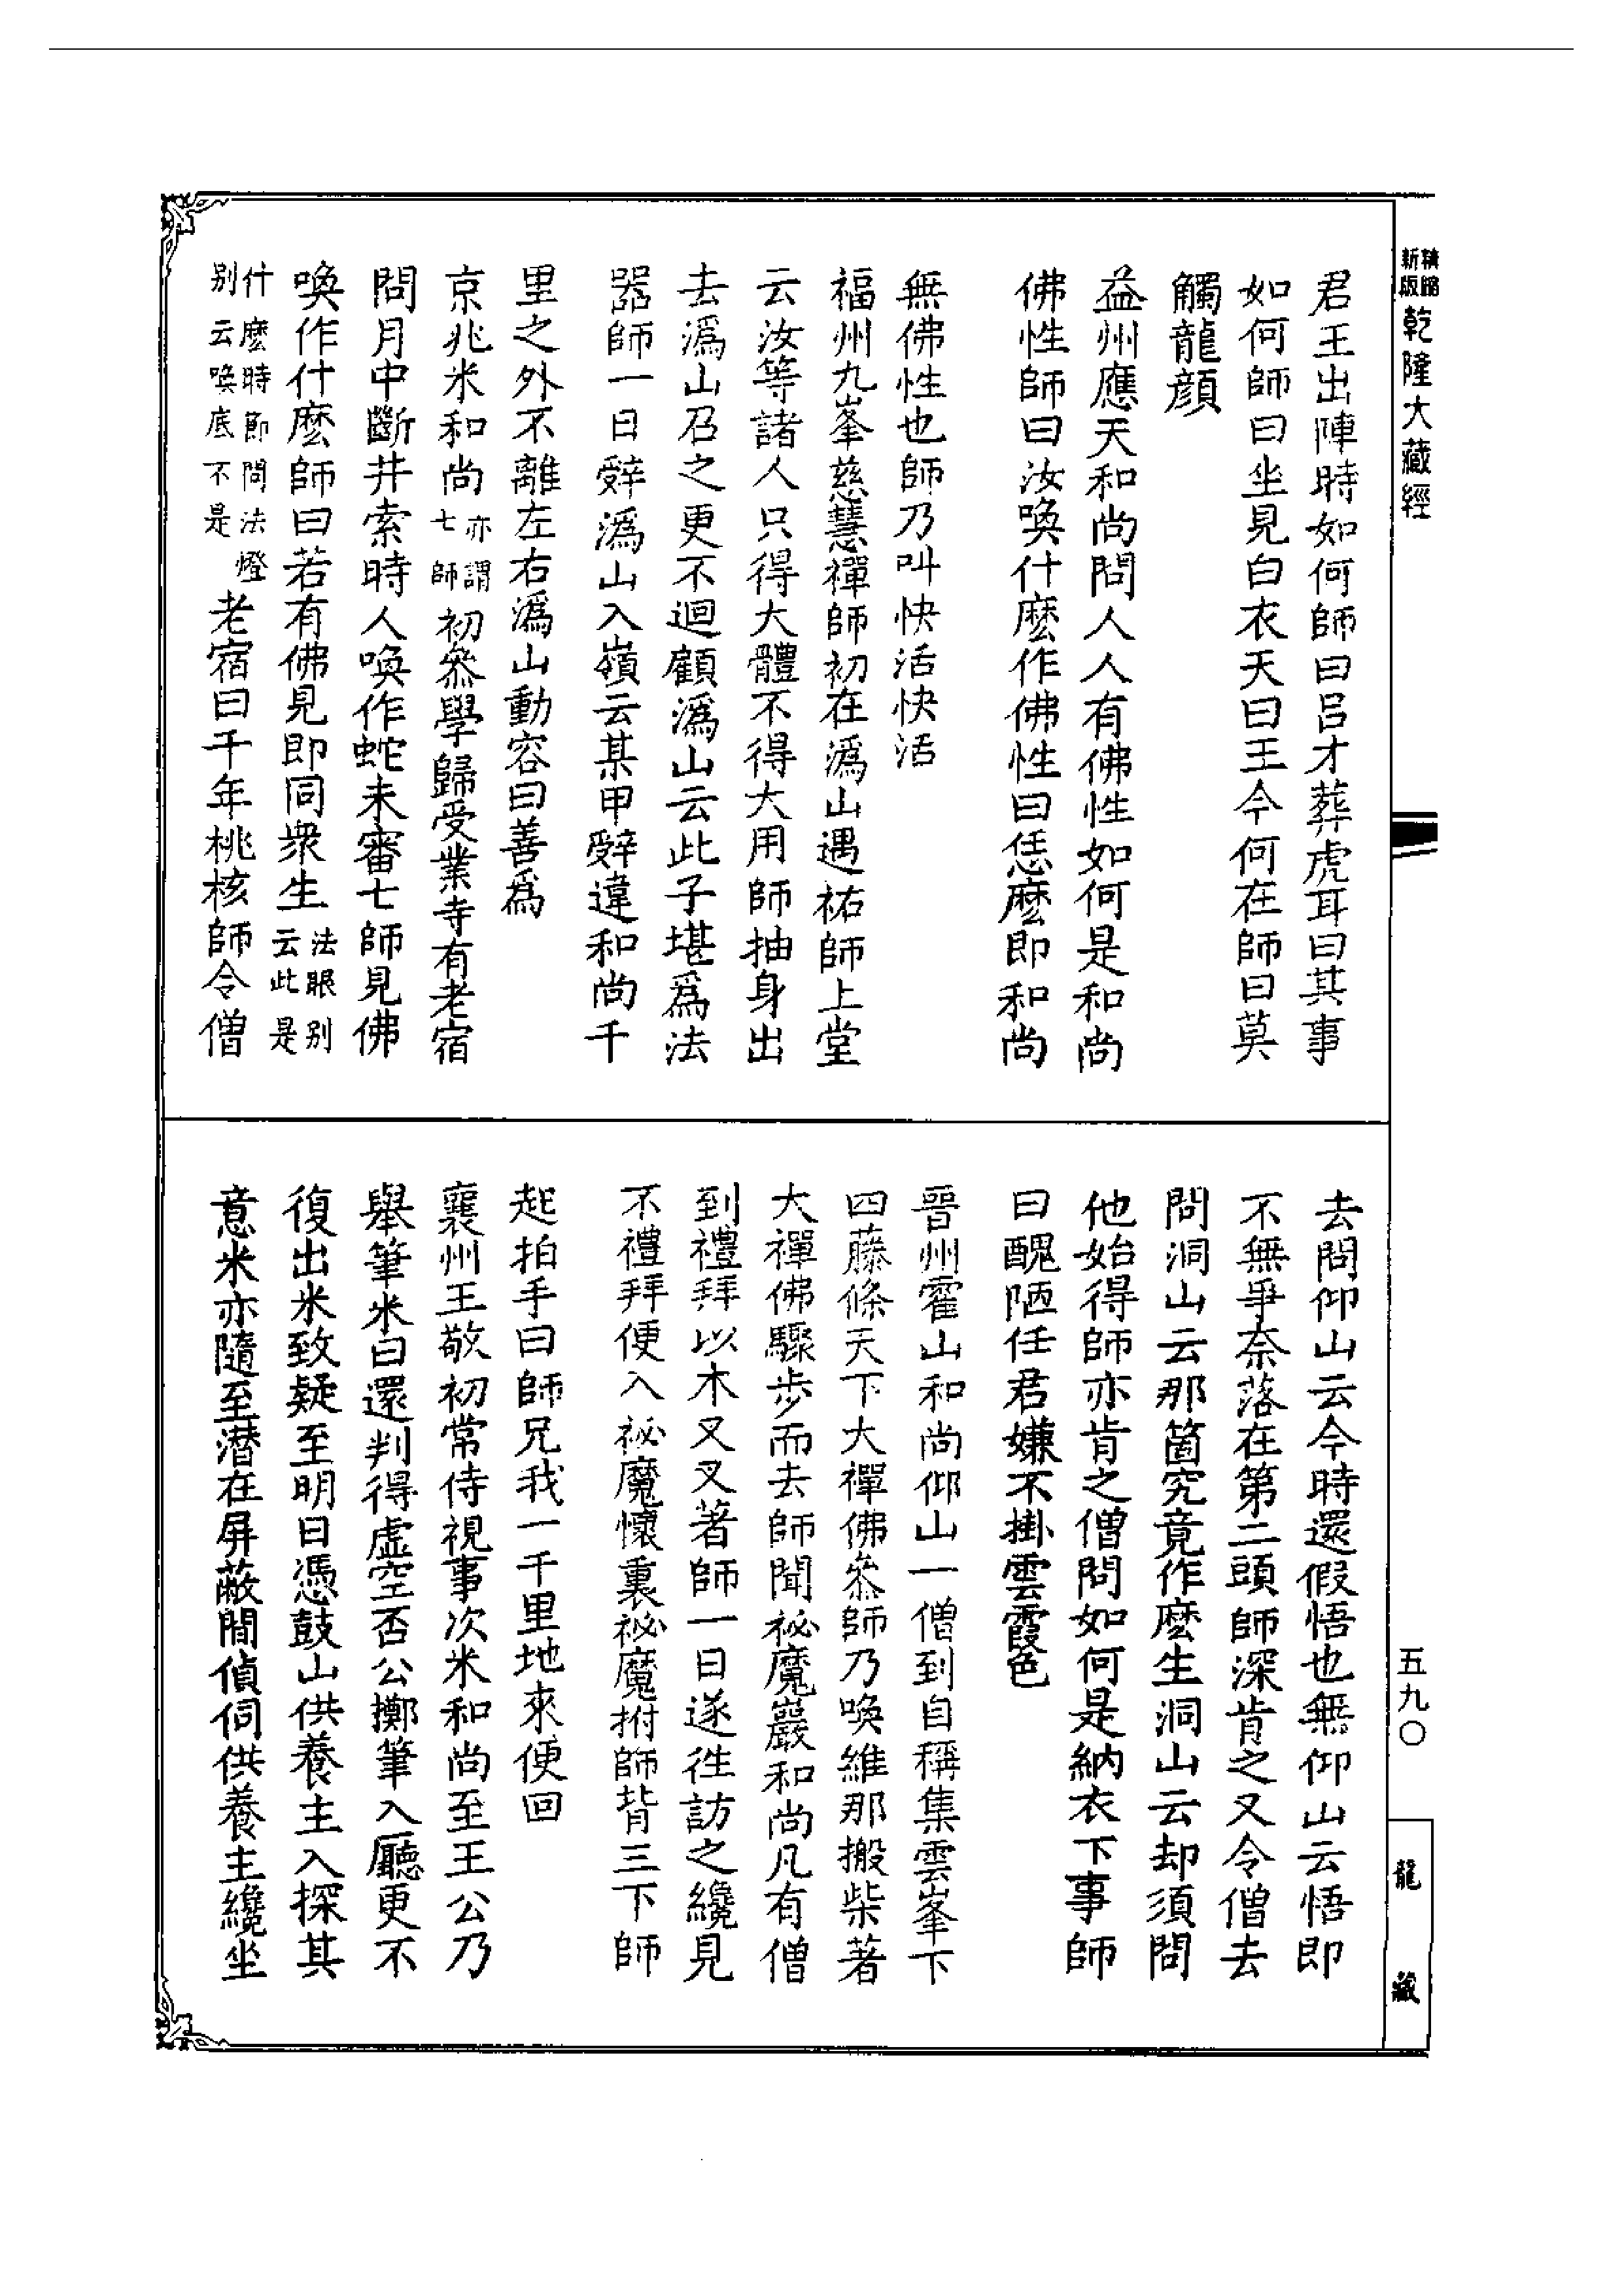 新版精縮乾隆大藏經
君王出陣時如何師曰呂才葬虎耳曰其事
如何師曰坐見白衣天曰王今何在師曰莫
觸龍顏
益州應天和尚問人人有佛性如何是和尚
佛性師曰汝喚什麽作佛性曰恁麽即和尚
無佛性也師乃叫快活快活
福州九峯慈慧禪師初在溈山遇祐師上堂
云汝等諸人只得大體不得大用師抽身出
去溈山召之更不迴顧溈山云此子堪爲法
器師一日辭溈山入嶺云某甲辭違和尚千
里之外不離左右溈山動容曰善爲
京兆米和尚亦謂七師初叅學歸受業寺有老宿
問月中斷井索時人喚作蛇未審七師見佛
喚作什麽師曰若有佛見即同衆生法眼别云此是
什麽時節問法燈别云喚底不是老宿曰千年桃核師令僧
去問仰山云今時還假悟也無仰山云悟即
不無爭奈落在第二頭師深肯之又令僧去
問洞山云那箇究竟作麽生洞山云却須問
他始得師亦肯之僧問如何是納衣下事師
曰醜陋任君嫌不掛雲霞色
晉州霍山和尚仰山一僧到自稱集雲峯下
四藤條天下大禪佛叅師乃喚維那搬柴著
大禪佛驟步而去師聞祕魔巖和尚凡有僧
到禮拜以木叉叉著師一日遂徃訪之纔見
不禮拜便入祕魔懷裏祕魔拊師背三下師
起拍手曰師兄我一千里地來便回
襄州王敬初常侍視事次米和尚至王公乃
舉筆米曰還判得虛空否公擲筆入廳更不
復出米致疑至明日憑鼓山供養主入探其
意米亦隨至潛在屏蔽間偵伺供養主纔坐
五九〇
龍藏